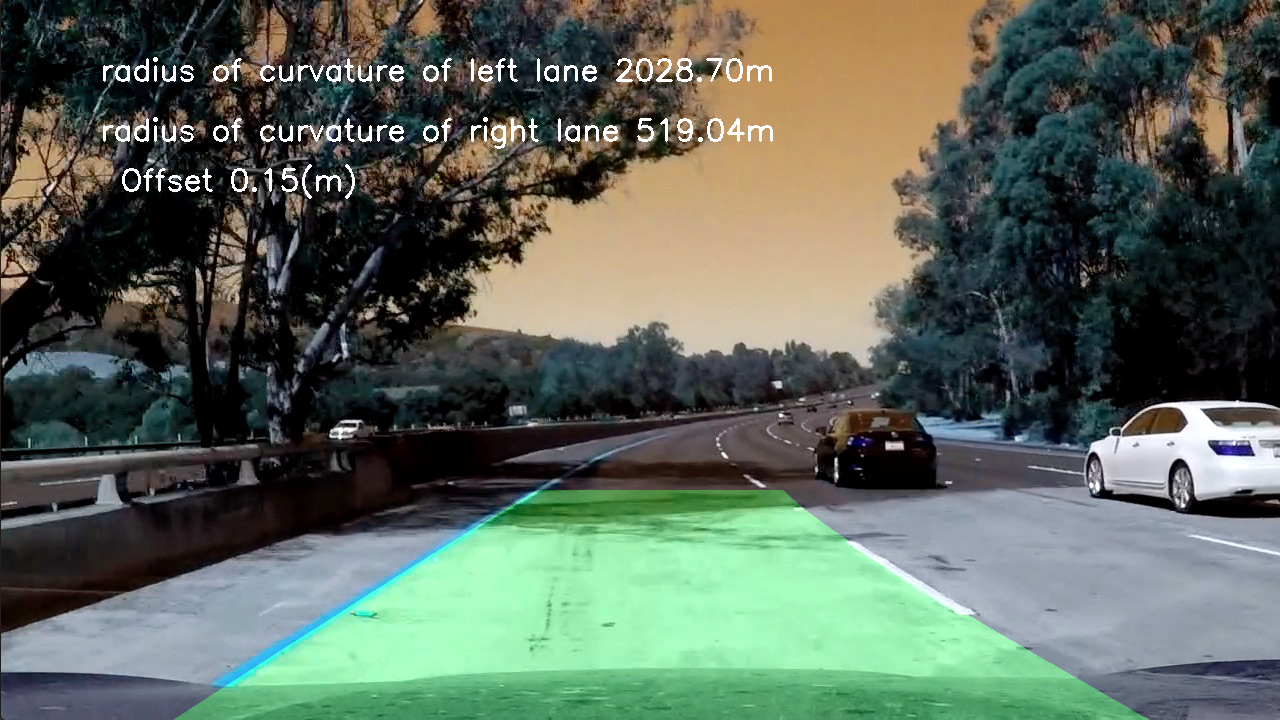 radius of curvature of left lane 2028.70m
radius of curvature of right lane 519.04m
Offset 0.15(m)